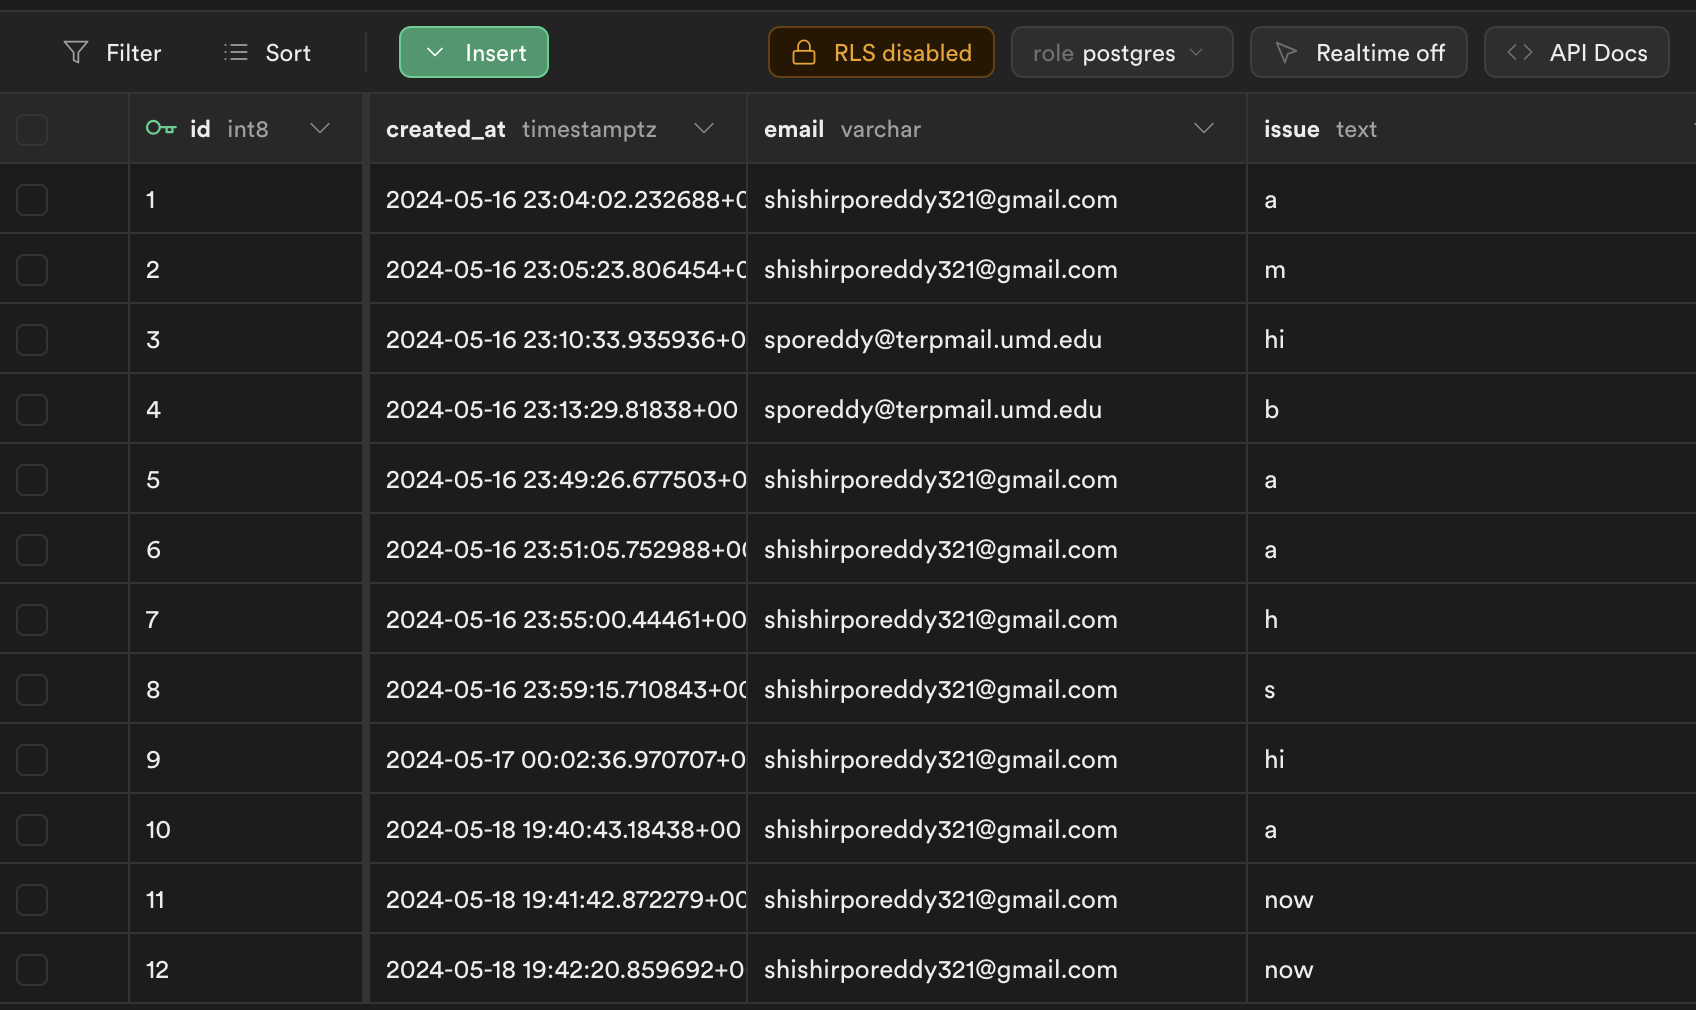 Filter Sort Insert RLS disabled role postgres Realtime off API Docs
id int8 created_at timestamptz email varchar issue text
1 2024-05-16 23:04:02.232688+0 shishirporeddy321@gmail.com a
2 2024-05-16 23:05:23.806454+0 shishirporeddy321@gmail.com m
3 2024-05-16 23:10:33.935936+0 sporeddy@terpmail.umd.edu hi
4 2024-05-16 23:13:29.81838+00 sporeddy@terpmail.umd.edu b
5 2024-05-16 23:49:26.677503+0 shishirporeddy321@gmail.com a
6 2024-05-16 23:51:05.752988+00 shishirporeddy321@gmail.com a
7 2024-05-16 23:55:00.44461+00 shishirporeddy321@gmail.com h
8 2024-05-16 23:59:15.710843+00 shishirporeddy321@gmail.com s
9 2024-05-17 00:02:36.970707+0 shishirporeddy321@gmail.com hi
10 2024-05-18 19:40:43.18438+00 shishirporeddy321@gmail.com a
11 2024-05-18 19:41:42.872279+00 shishirporeddy321@gmail.com now
12 2024-05-18 19:42:20.859692+0 shishirporeddy321@gmail.com now